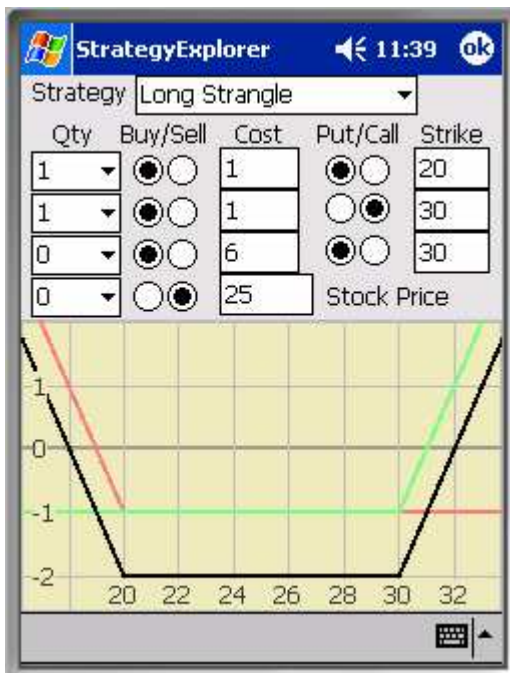 StrategyExplorer 11:39 ok
Strategy Long Strangle
Qty Buy/Sell Cost Put/Call Strike
1 1 20
1 1 30
0 6 30
0 25 Stock Price
1
0
-1
-2
20 22 24 26 28 30 32